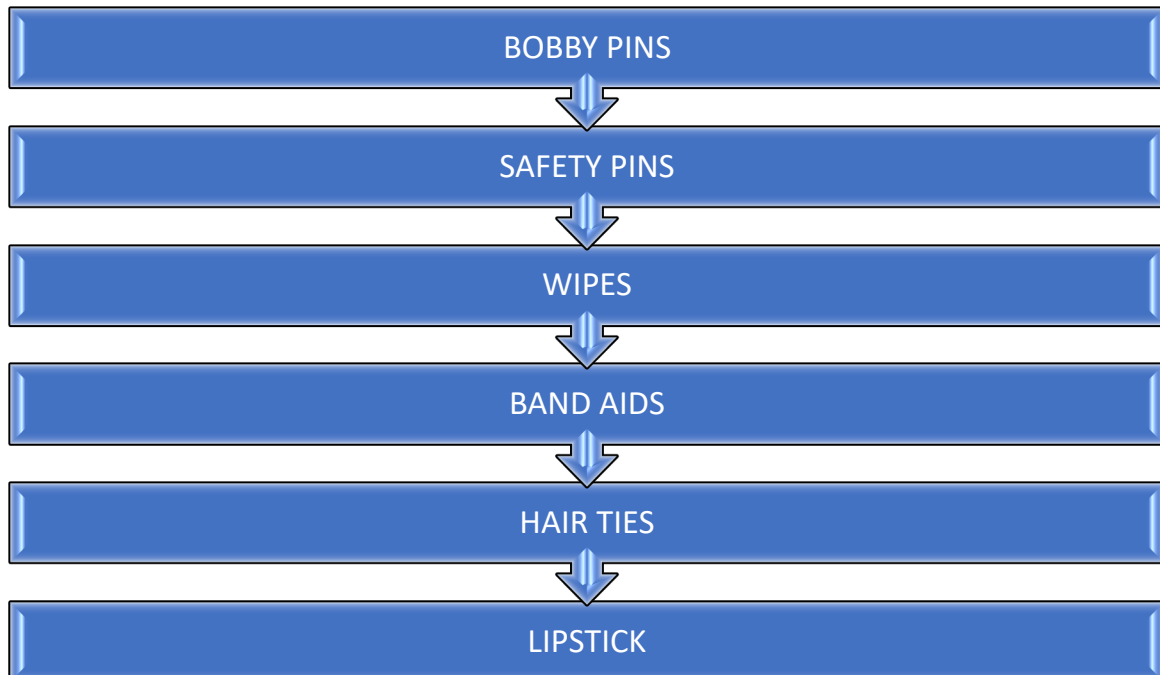 BOBBY PINS
SAFETY PINS
WIPES
BAND AIDS
HAIR TIES
LIPSTICK